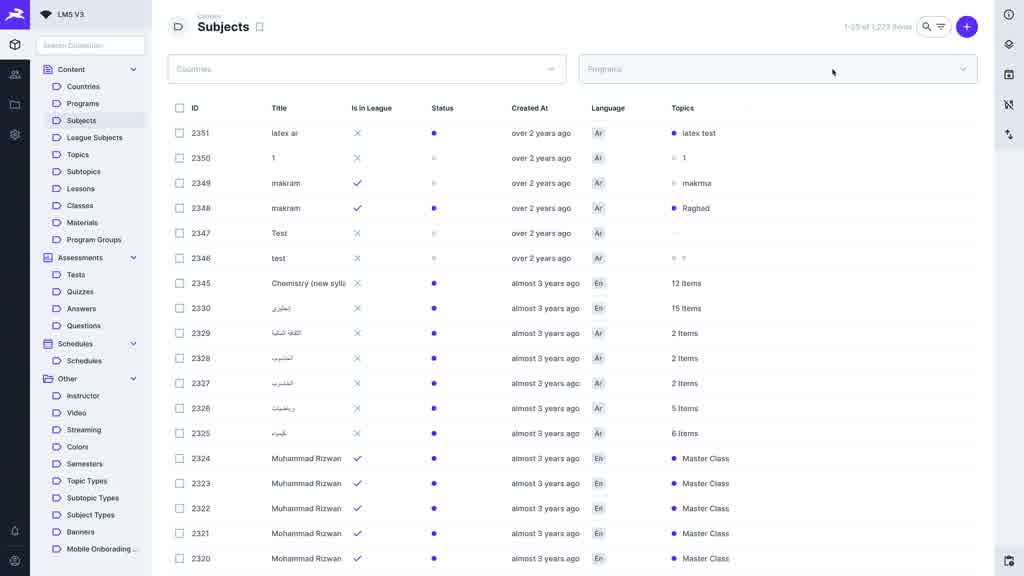 LMS V3
Search Collection...
Content
Countries
Programs
Subjects
League Subjects
Topics
Subtopics
Lessons
Classes
Materials
Program Groups
Assessments
Tests
Quizzes
Answers
Questions
Schedules
Schedules
Other
Instructor
Video
Streaming
Colors
Semesters
Topic Types
Subtopic Types
Subject Types
Banners
Mobile Onborading ...
Content
Subjects
1-25 of 1,223 Items
Countries
Programs
ID Title Is in League Status Created At Language Topics
2351 latex ar over 2 years ago Ar latex test
2350 1 over 2 years ago Ar 1
2349 makram over 2 years ago Ar makrma
2348 makram over 2 years ago Ar Raghad
2347 Test over 2 years ago Ar
2346 test over 2 years ago Ar
2345 Chemistry (new sylla almost 3 years ago En 12 Items
2330 إنجليزي almost 3 years ago En 15 Items
2329 almost 3 years ago Ar 2 Items
2328 almost 3 years ago Ar 2 Items
2327 almost 3 years ago Ar 2 Items
2326 رياضيات almost 3 years ago Ar 5 Items
2325 almost 3 years ago Ar 6 Items
2324 Muhammad Rizwan almost 3 years ago En Master Class
2323 Muhammad Rizwan almost 3 years ago En Master Class
2322 Mohammad Rizwan almost 3 years ago En Master Class
2321 Mohammad Rizwan almost 3 years ago En Master Class
2320 Mohammad Rizwan almost 3 years ago En Master Class